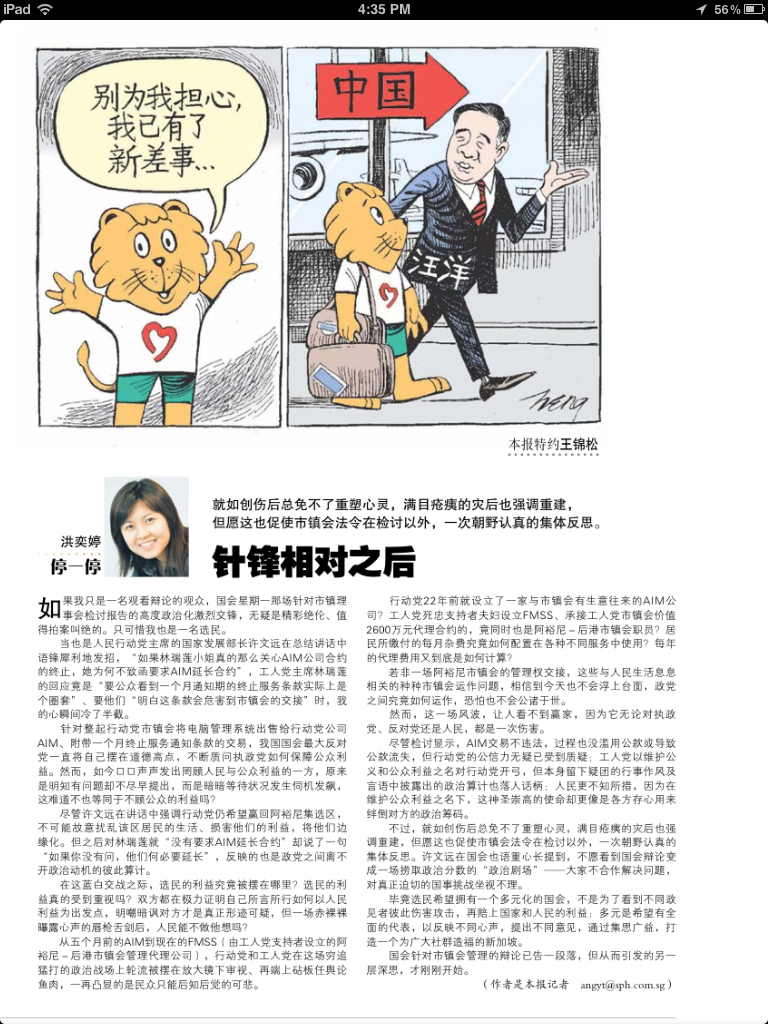 iPad
4:35 PM
56%
别为我担心,
我已有了
新差事...
中国
汪洋
Heng
本报特约王锦松
洪奕婷
停一停
就如创伤后总免不了重塑心灵，满目疮痍的灾后也强调重建，
但愿这也促使市镇会法令在检讨以外，一次朝野认真的集体反思。
针锋相对之后
如果我只是一名观看辩论的观众，国会星期一那场针对市镇理
事会检讨报告的高度政治化激烈交锋，无疑是精彩绝伦、值
得拍案叫绝的。只可惜我也是一名选民。
当也是人民行动党主席的国家发展部长许文远在总结讲话中
语锋犀利地发招，“如果林瑞莲小姐真的那么关心AIM公司合约
的终止，她为何不致函要求AIM延长合约”，工人党主席林瑞莲
的回应竟是“要公众看到一个月通知期的终止服务条款实际上是
个圈套”、要他们“明白这条款会危害到市镇会的交接”时，我
的心瞬间冷了半截。
针对整起行动党市镇会将电脑管理系统出售给行动党公司
AIM、附带一个月终止服务通知条款的交易，我国国会最大反对
党一直将自己摆在道德高点，不断质问执政党如何保障公众利
益。然而，如今口口声声发出罔顾人民与公众利益的一方，原来
是明知有问题却不尽早提出，而是暗暗等待状况发生伺机发飙，
这难道不也等同于不顾公众的利益吗？
尽管许文远在讲话中强调行动党仍希望赢回阿裕尼集选区，
不可能故意扰乱该区居民的生活、损害他们的利益，将他们边
缘化。但之后对林瑞莲就“没有要求AIM延长合约”却说了一句
“如果你没有问，他们何必要延长”，反映的也是政党之间离不
开政治动机的彼此算计。
在这蓝白交战之际，选民的利益究竟被摆在哪里？选民的利
益真的受到重视吗？双方都在极力证明自己所言所行如何以人民
利益为出发点，明嘲暗讽对方才是真正形迹可疑，但一场赤裸裸
曝露心声的唇枪舌剑后，人民能不做他想吗？
从五个月前的AIM到现在的FMSS（由工人党支持者设立的阿
裕尼－后港市镇会管理代理公司），行动党和工人党在这场穷追
猛打的政治战场上轮流被摆在放大镜下审视、再端上砧板任舆论
鱼肉，一再凸显的是民众只能后知后觉的可悲。
行动党22年前就设立了一家与市镇会有生意往来的AIM公
司？工人党死忠支持者夫妇设立FMSS、承接工人党市镇会价值
2600万元代理合约的，竟同时也是阿裕尼－后港市镇会职员？居
民所缴付的每月杂费究竟如何配置在各种不同服务中使用？每年
的代理费用又到底是如何计算？
若非一场阿裕尼市镇会的管理权交接，这些与人民生活息息
相关的种种市镇会运作问题，相信到今天也不会浮上台面，政党
之间究竟如何运作，恐怕也不会公诸于世。
然而，这一场风波，让人看不到赢家，因为它无论对执政
党、反对党还是人民，都是一次伤害。
尽管检讨显示，AIM交易不违法，过程也没滥用公款或导致
公款流失，但行动党的公信力无疑已受到质疑；工人党以维护公
义和公众利益之名对行动党开弓，但本身留下疑团的行事作风及
言语中披露出的政治算计也落人话柄；人民更不知所措，因为在
维护公众利益之名下，这神圣崇高的使命却更像是各方存心用来
绊倒对方的政治筹码。
不过，就如创伤后总免不了重塑心灵，满目疮痍的灾后也强
调重建，但愿这也促使市镇会法令在检讨以外，一次朝野认真的
集体反思。许文远在国会也语重心长提到，不愿看到国会辩论变
成一场捞取政治分数的“政治剧场”——大家不合作解决问题，
对真正迫切的国事挑战坐视不理。
毕竟选民希望拥有一个多元化的国会，不是为了看到不同政
见者彼此伤害攻击，再赔上国家和人民的利益；多元是希望有全
面的代表，以反映不同心声，提出不同意见，通过集思广益，打
造一个为广大社群造福的新加坡。
国会针对市镇会管理的辩论已告一段落，但从而引发的另一
层深思，才刚刚开始。
（作者是本报记者 angyt@sph.com.sg）